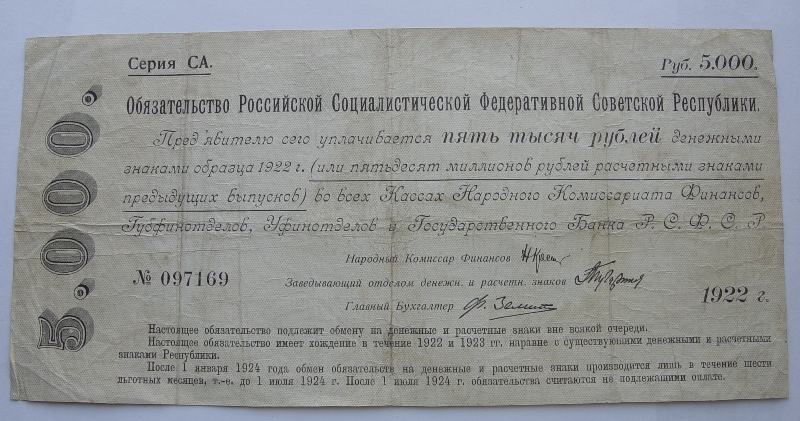 Серия СА.
Руб. 5.000.
Обязательство Российской Социалистической Федеративной Советской Республики.
Пред'явителю сего уплачивается пять тысяч рублей денежными
знаками образца 1922 г. (или пятьдесят миллионов рублей расчетными знаками
предыдущих выпусков) во всех Кассах Народного Комиссариата Финансов,
Губфинотделов, Уфинотделов и Государственного Банка Р. С. Ф. С. Р.
5.000.
Народный Комиссар Финансов
№ 097169
Заведывающий отделом денежн. и расчетн. знаков
1922 г.
Главный Бухгалтер
Настоящее обязательство подлежит обмену на денежные и расчетные знаки вне всякой очереди.
Настоящее обязательство имеет хождение в течение 1922 и 1923 гг. наравне с существующими денежными и расчетными
знаками Республики.
После 1 января 1924 года обмен обязательств на денежные и расчетные знаки производится лишь в течение шести
льготных месяцев, т.-е. до 1 июля 1924 г. После 1 июля 1924 г. обязательства считаются не подлежащими оплате.